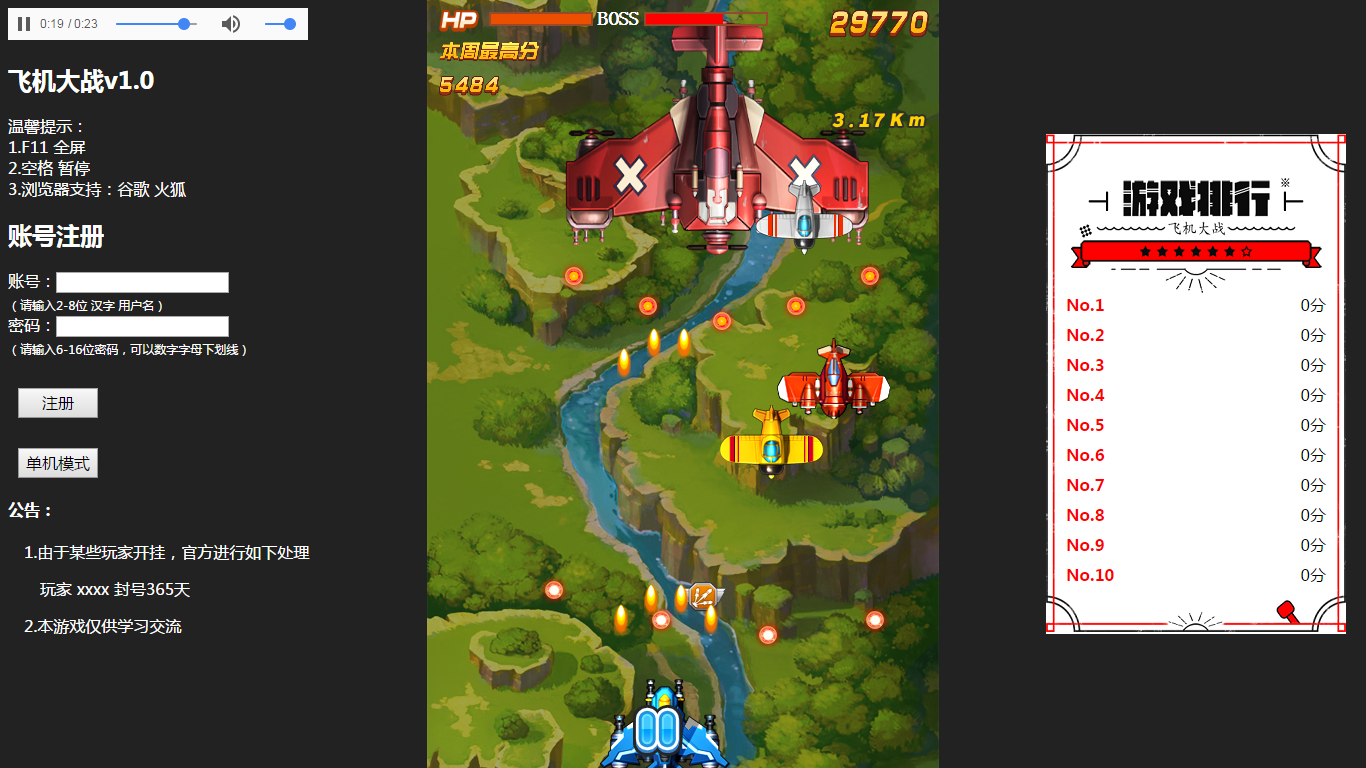 0:19 / 0:23
飞机大战v1.0
温馨提示：
1.F11 全屏
2.空格 暂停
3.浏览器支持：谷歌 火狐
账号注册
账号：
（请输入2-8位 汉字 用户名）
密码：
（请输入6-16位密码，可以数字字母下划线）
注册
单机模式
公告：
1.由于某些玩家开挂，官方进行如下处理
玩家 xxxx 封号365天
2.本游戏仅供学习交流
HP BOSS 29770
本周最高分
5484
3.17Km
游戏排行
飞机大战
No.1 0分
No.2 0分
No.3 0分
No.4 0分
No.5 0分
No.6 0分
No.7 0分
No.8 0分
No.9 0分
No.10 0分